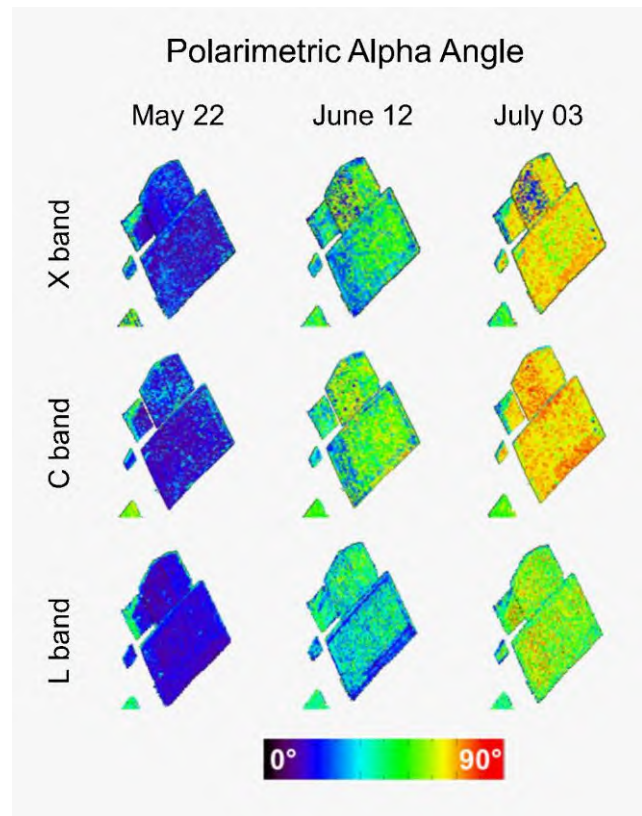 Polarimetric Alpha Angle
May 22 June 12 July 03
X band
C band
L band
0° 90°